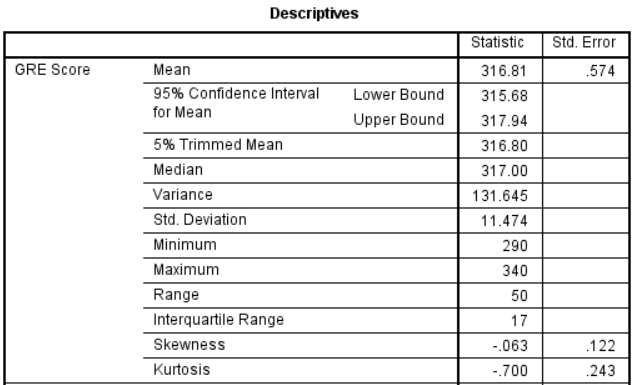 Descriptives
Statistic Std. Error
GRE Score Mean 316.81 .574
95% Confidence Interval for Mean Lower Bound 315.68
Upper Bound 317.94
5% Trimmed Mean 316.80
Median 317.00
Variance 131.645
Std. Deviation 11.474
Minimum 290
Maximum 340
Range 50
Interquartile Range 17
Skewness -.063 .122
Kurtosis -.700 .243